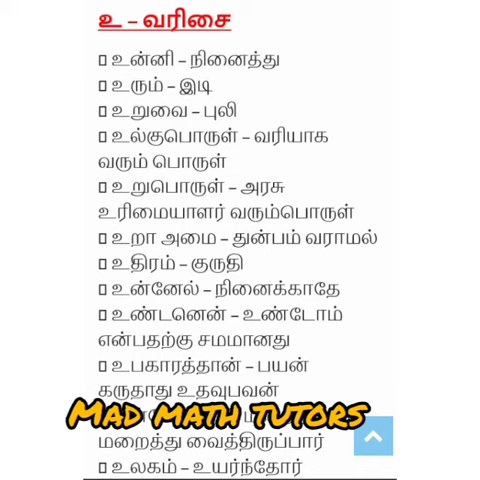 உ – வரிசை
உன்னி – நினைத்து
உரும் – இடி
உறுவை – புலி
உல்குபொருள் – வரியாக
வரும் பொருள்
உறுபொருள் – அரசு
உரிமையாளர் வரும்பொருள்
உறா அமை – துன்பம் வராமல்
உதிரம் – குருதி
உன்னேல் – நினைக்காதே
உண்டனென் – உண்டோம்
என்பதற்கு சமமானது
உபகாரத்தான் – பயன்
கருதாது உதவுபவன்
MAD MATH TUTORS
மறைத்து வைத்திருப்பார்
உலகம் – உயர்ந்தோர்